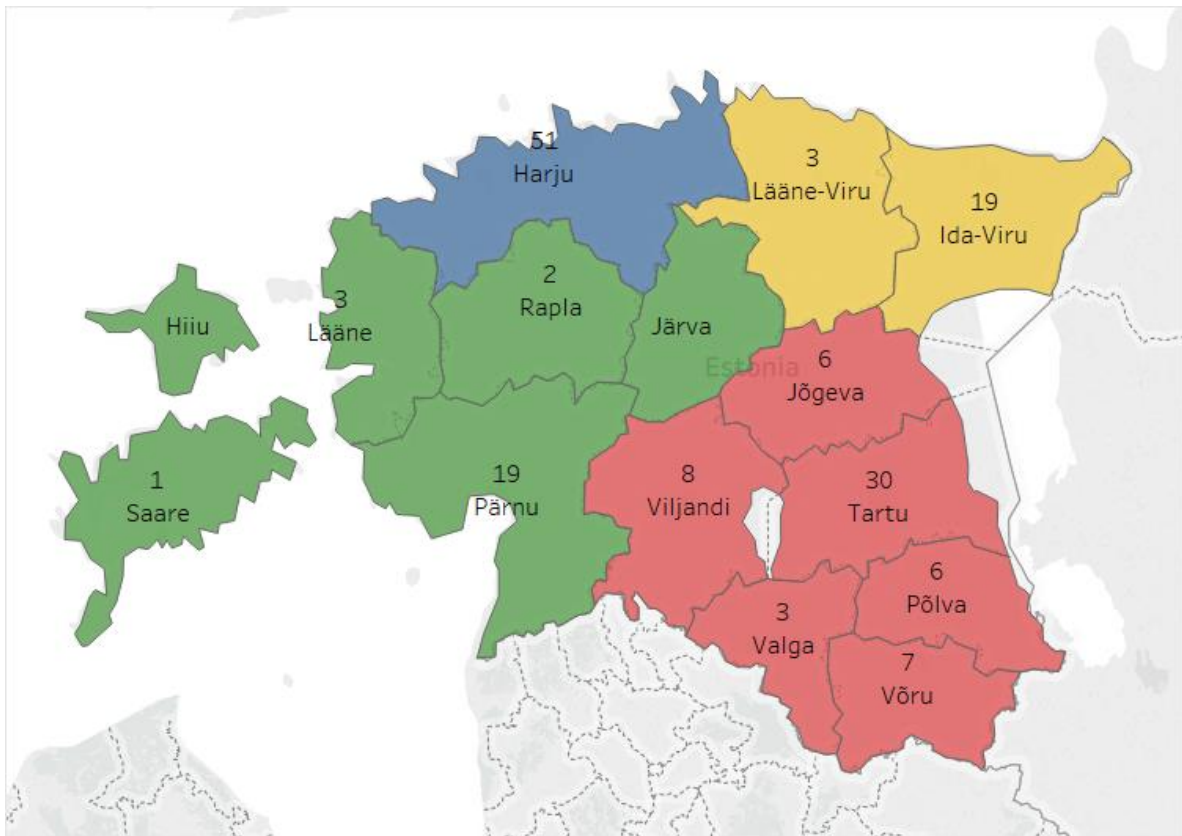 51
Harju
3
Lääne-Viru
19
Ida-Viru
2
Rapla
3
Lääne
Hiiu
Järva
Estonia
6
Jõgeva
1
Saare
19
Pärnu
8
Viljandi
30
Tartu
6
Põlva
3
Valga
7
Võru